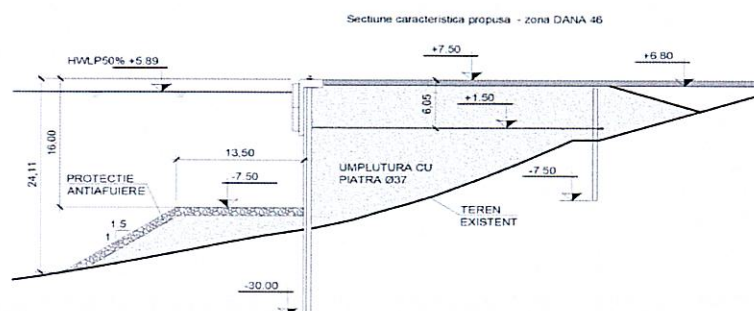 Sectiune caracteristica propusa - zona DANA 46
HWLP50% +5.89
+7.50
+6.80
+1.50
6,05
16,00
24,11
13,50
-7.50
PROTECTIE
ANTIAFUIERE
1.5
1
UMPLUTURA CU
PIATRA Ø37
-7.50
TEREN
EXISTENT
-30.00